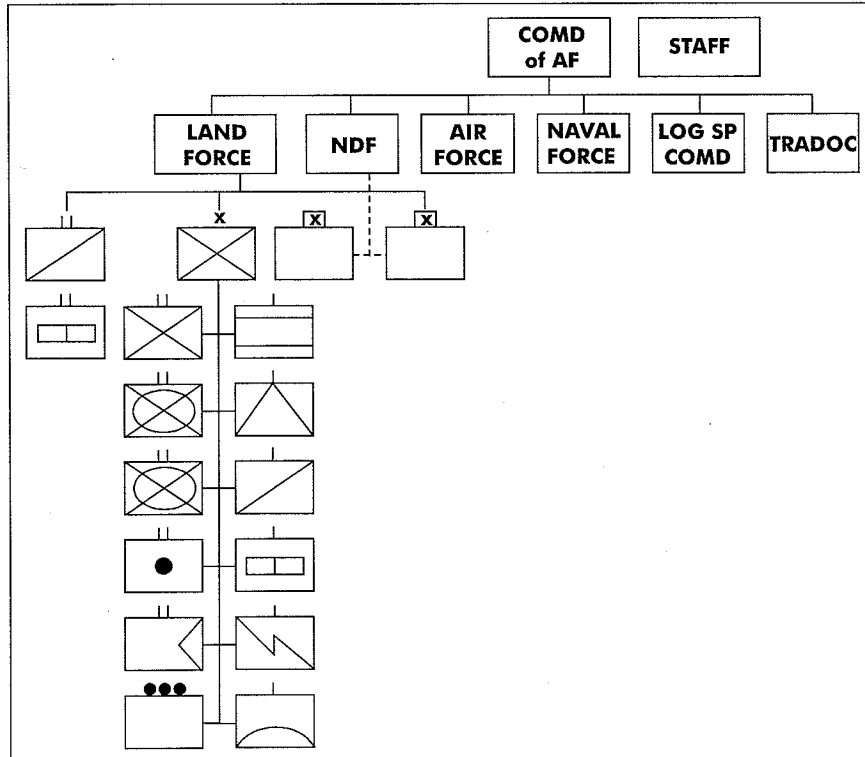 COMD
of AF
STAFF
LAND
FORCE
NDF
AIR
FORCE
NAVAL
FORCE
LOG SP
COMD
TRADOC
X
X
X